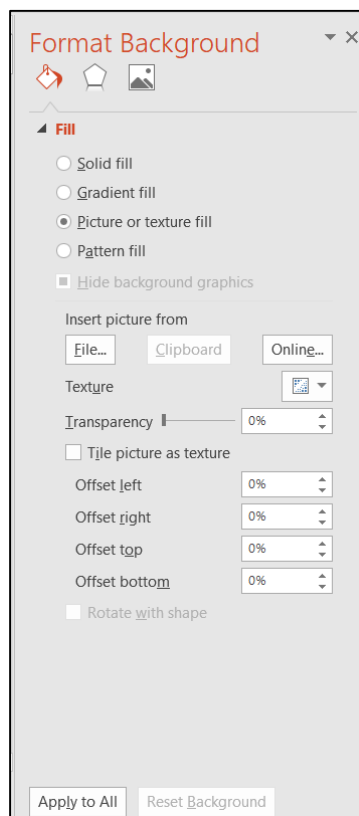 Format Background
Fill
Solid fill
Gradient fill
Picture or texture fill
Pattern fill
Hide background graphics
Insert picture from
File... Clipboard Online...
Texture
Transparency 0%
Tile picture as texture
Offset left 0%
Offset right 0%
Offset top 0%
Offset bottom 0%
Rotate with shape
Apply to All Reset Background